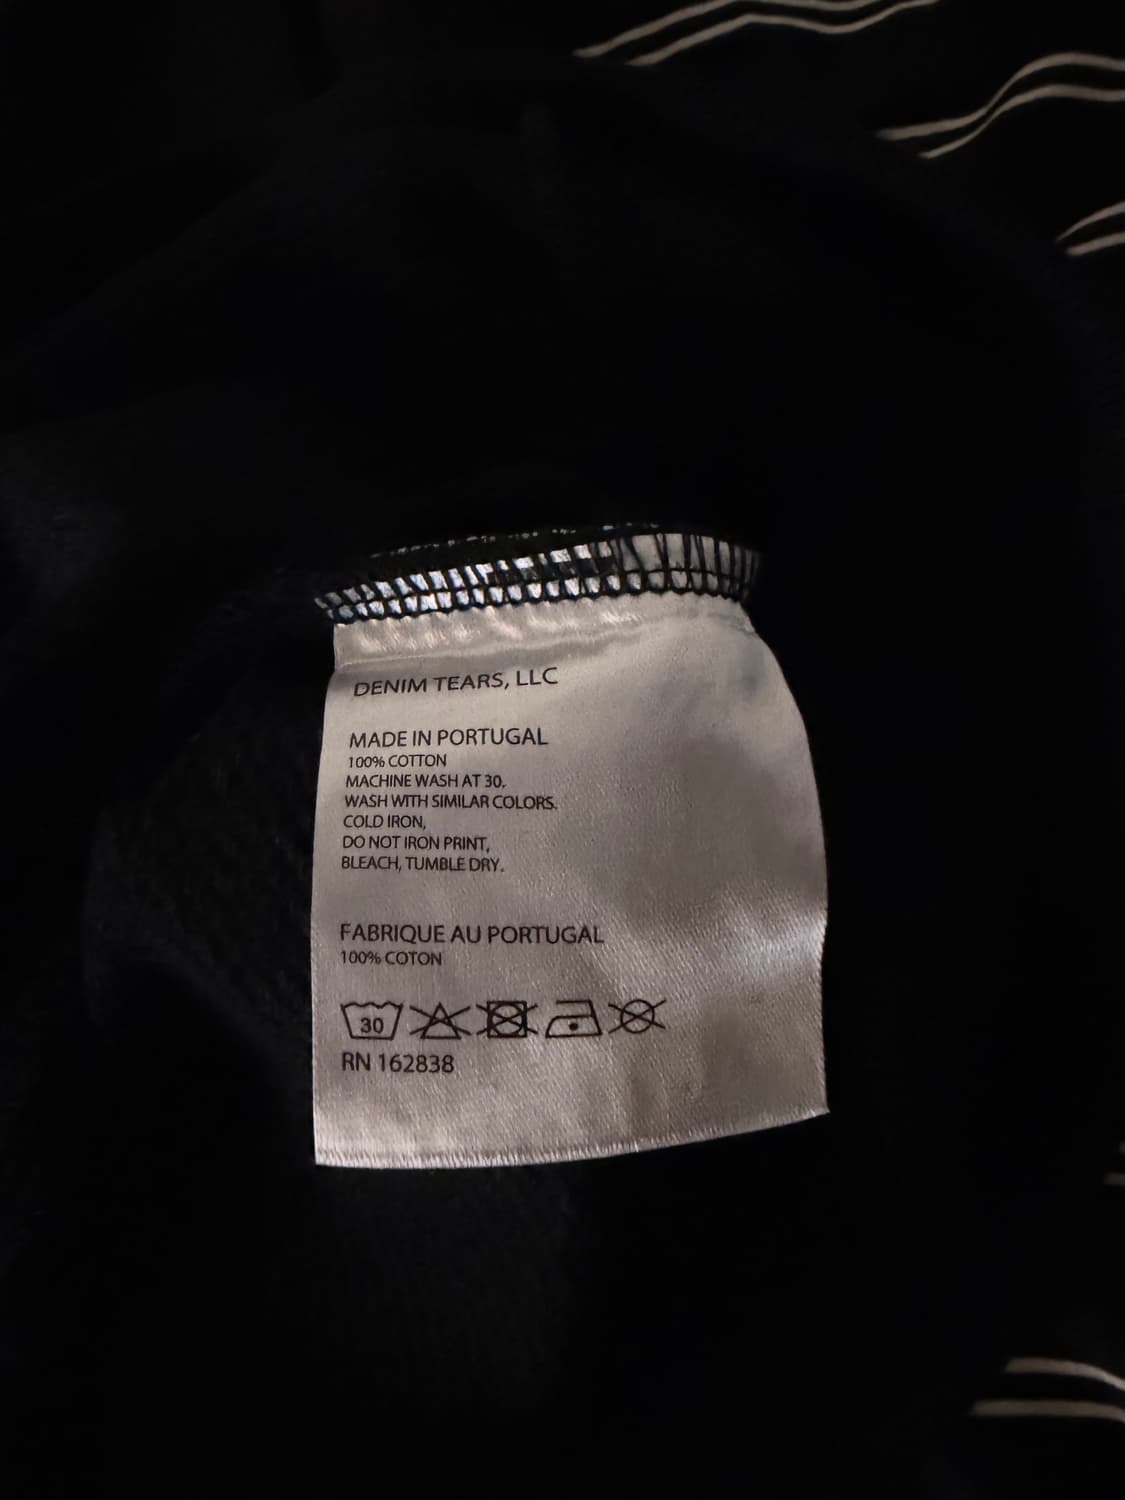 DENIM TEARS, LLC
MADE IN PORTUGAL
100% COTTON
MACHINE WASH AT 30.
WASH WITH SIMILAR COLORS.
COLD IRON,
DO NOT IRON PRINT,
BLEACH, TUMBLE DRY.
FABRIQUE AU PORTUGAL
100% COTON
30
RN 162838